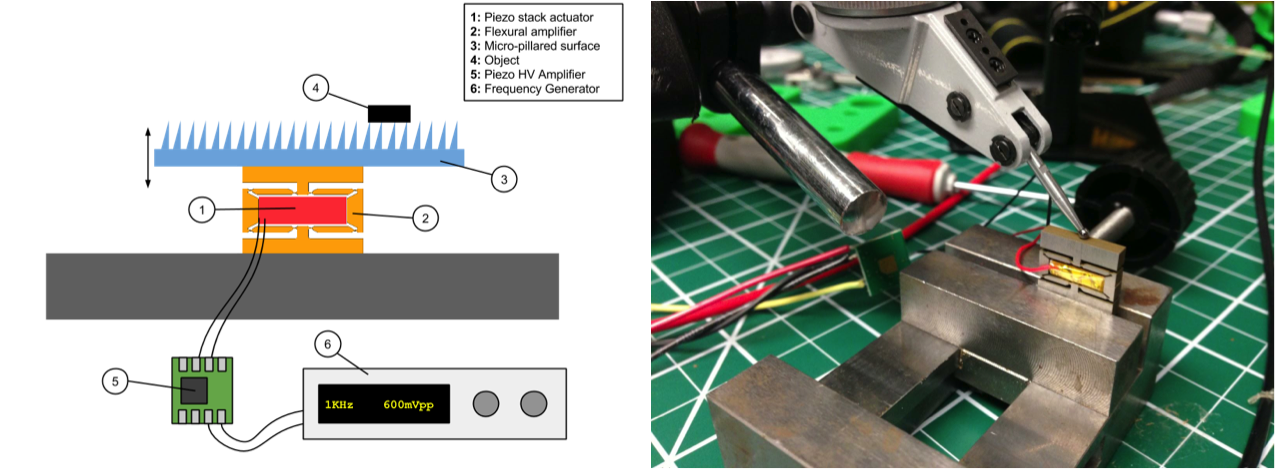 1: Piezo stack actuator
2: Flexural amplifier
3: Micro-pillared surface
4: Object
5: Piezo HV Amplifier
6: Frequency Generator
4
3
1
2
6
5
1KHz 600mVpp